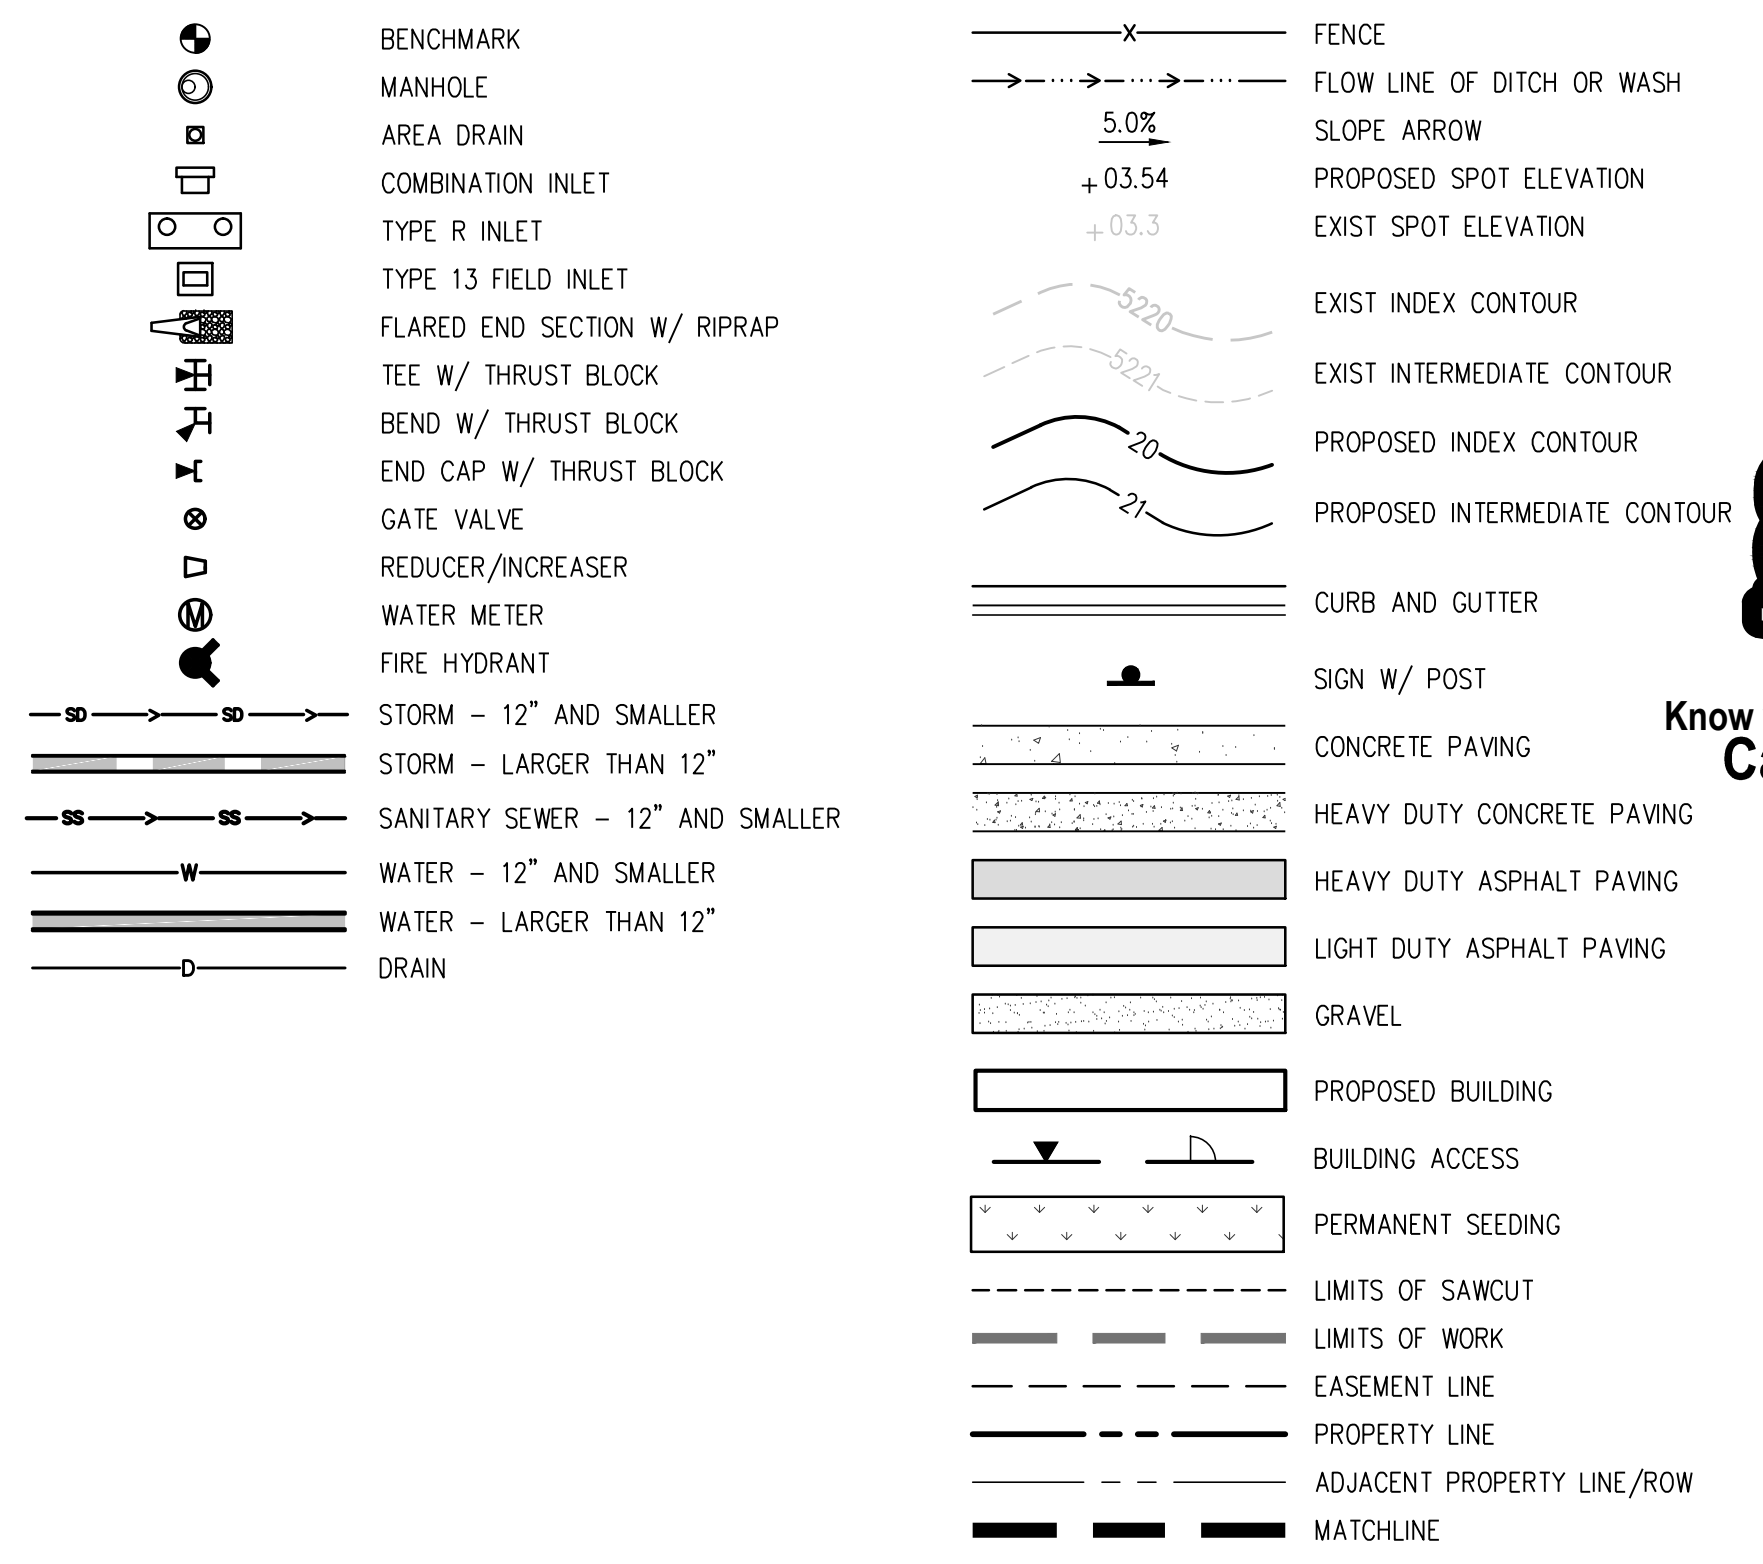 BENCHMARK
MANHOLE
AREA DRAIN
COMBINATION INLET
TYPE R INLET
TYPE 13 FIELD INLET
FLARED END SECTION W/ RIPRAP
TEE W/ THRUST BLOCK
BEND W/ THRUST BLOCK
END CAP W/ THRUST BLOCK
GATE VALVE
REDUCER/INCREASER
M WATER METER
FIRE HYDRANT
SD SD STORM – 12" AND SMALLER
STORM – LARGER THAN 12"
SS SS SANITARY SEWER – 12" AND SMALLER
W WATER – 12" AND SMALLER
WATER – LARGER THAN 12"
D DRAIN
X FENCE
FLOW LINE OF DITCH OR WASH
5.0% SLOPE ARROW
+03.54 PROPOSED SPOT ELEVATION
+03.3 EXIST SPOT ELEVATION
5220 EXIST INDEX CONTOUR
5221 EXIST INTERMEDIATE CONTOUR
20 PROPOSED INDEX CONTOUR
21 PROPOSED INTERMEDIATE CONTOUR
CURB AND GUTTER
SIGN W/ POST
CONCRETE PAVING
HEAVY DUTY CONCRETE PAVING
HEAVY DUTY ASPHALT PAVING
LIGHT DUTY ASPHALT PAVING
GRAVEL
PROPOSED BUILDING
BUILDING ACCESS
PERMANENT SEEDING
LIMITS OF SAWCUT
LIMITS OF WORK
EASEMENT LINE
PROPERTY LINE
ADJACENT PROPERTY LINE/ROW
MATCHLINE
Know